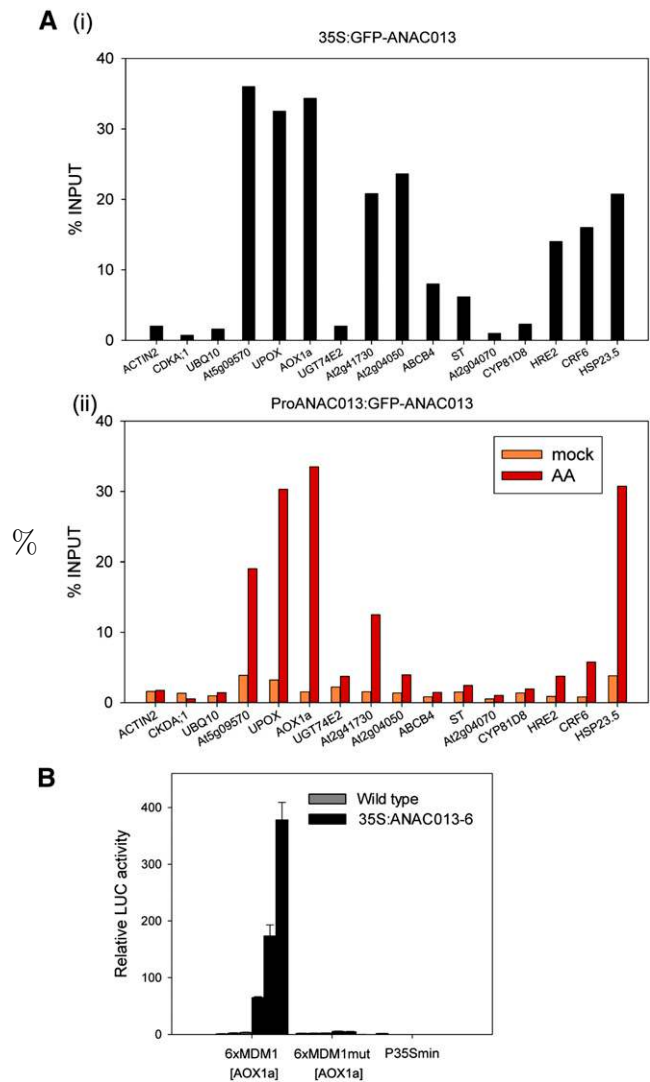 A (i)
35S:GFP-ANAC013
40
30
20
10
0
% INPUT
ACTIN2 CDKA;1 UBQ10 At5g09570 UPOX AOX1a UGT74E2 At2g41730 At2g04050 ABCB4 ST At2g04070 CYP81D8 HRE2 CRF6 HSP23.5
(ii)
ProANAC013:GFP-ANAC013
40
30
20
10
0
%
% INPUT
mock
AA
ACTIN2 CKDA;1 UBQ10 At5g09570 UPOX AOX1a UGT74E2 At2g41730 At2g04050 ABCB4 ST At2g04070 CYP81D8 HRE2 CRF6 HSP23.5
B
Wild type
35S:ANAC013-6
400
300
200
100
0
Relative LUC activity
6xMDM1 6xMDM1mut P35Smin
[AOX1a] [AOX1a]